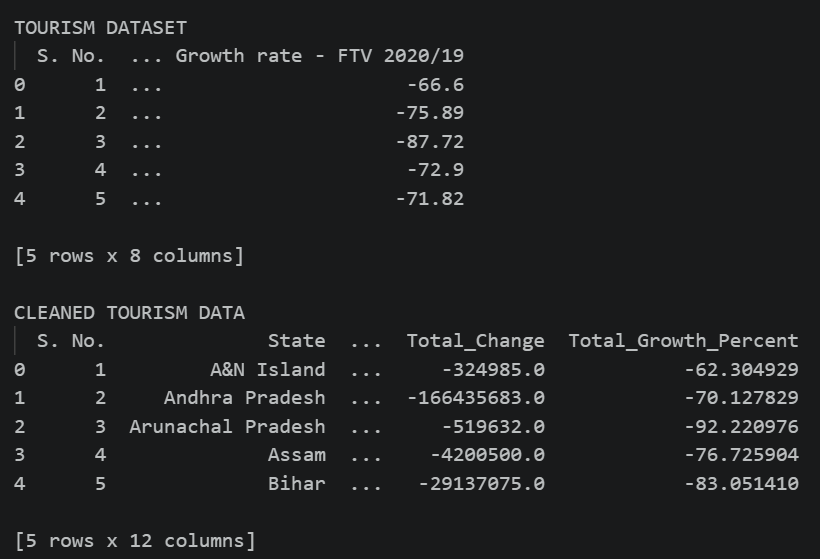 TOURISM DATASET
S. No. ... Growth rate - FTV 2020/19
0 1 ... -66.6
1 2 ... -75.89
2 3 ... -87.72
3 4 ... -72.9
4 5 ... -71.82
[5 rows x 8 columns]
CLEANED TOURISM DATA
S. No. State ... Total_Change Total_Growth_Percent
0 1 A&N Island ... -324985.0 -62.304929
1 2 Andhra Pradesh ... -166435683.0 -70.127829
2 3 Arunachal Pradesh ... -519632.0 -92.220976
3 4 Assam ... -4200500.0 -76.725904
4 5 Bihar ... -29137075.0 -83.051410
[5 rows x 12 columns]